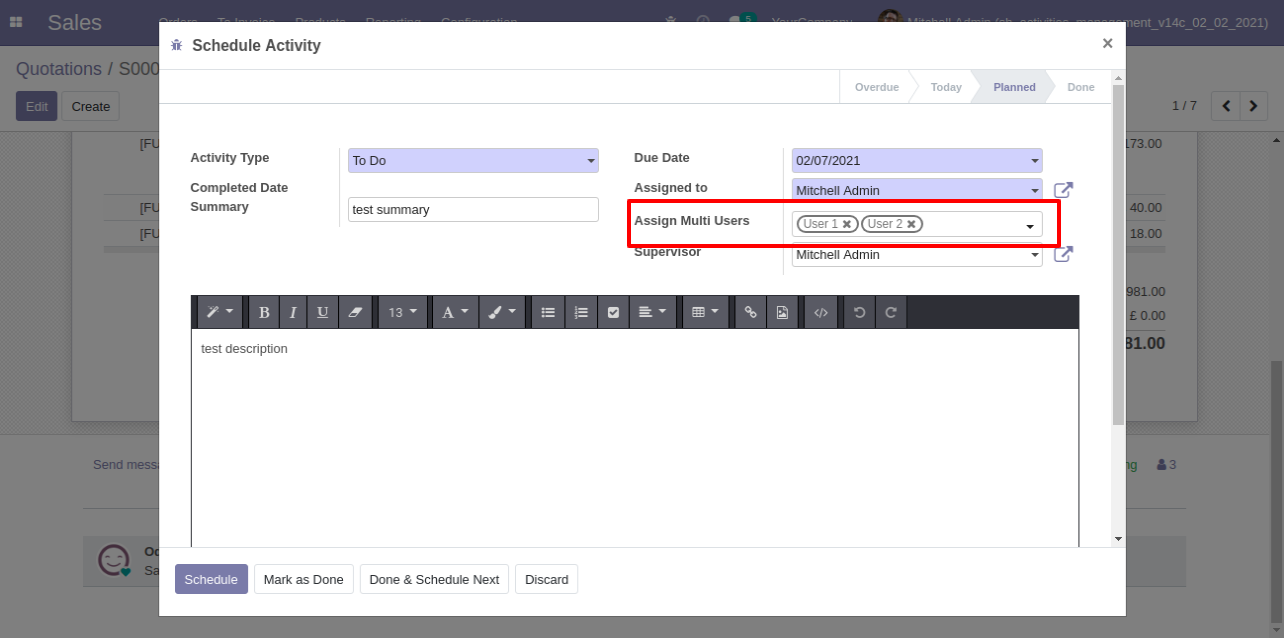 Sales
Orders To Invoice Products Reporting Configuration
5 YourCompany Mitchell Admin (sh_activities_management_v14c_02_02_2021)
Schedule Activity ×
Quotations / S000
Edit Create
1 / 7
Overdue Today Planned Done
Activity Type To Do
Completed Date
Summary test summary
Due Date 02/07/2021
Assigned to Mitchell Admin
Assign Multi Users User 1 User 2
Supervisor Mitchell Admin
[FU
[FU
[FU
173.00
40.00
18.00
981.00
£ 0.00
81.00
B I U 13 A </>
test description
Send messa
ng 3
Od
Sa
Schedule Mark as Done Done & Schedule Next Discard